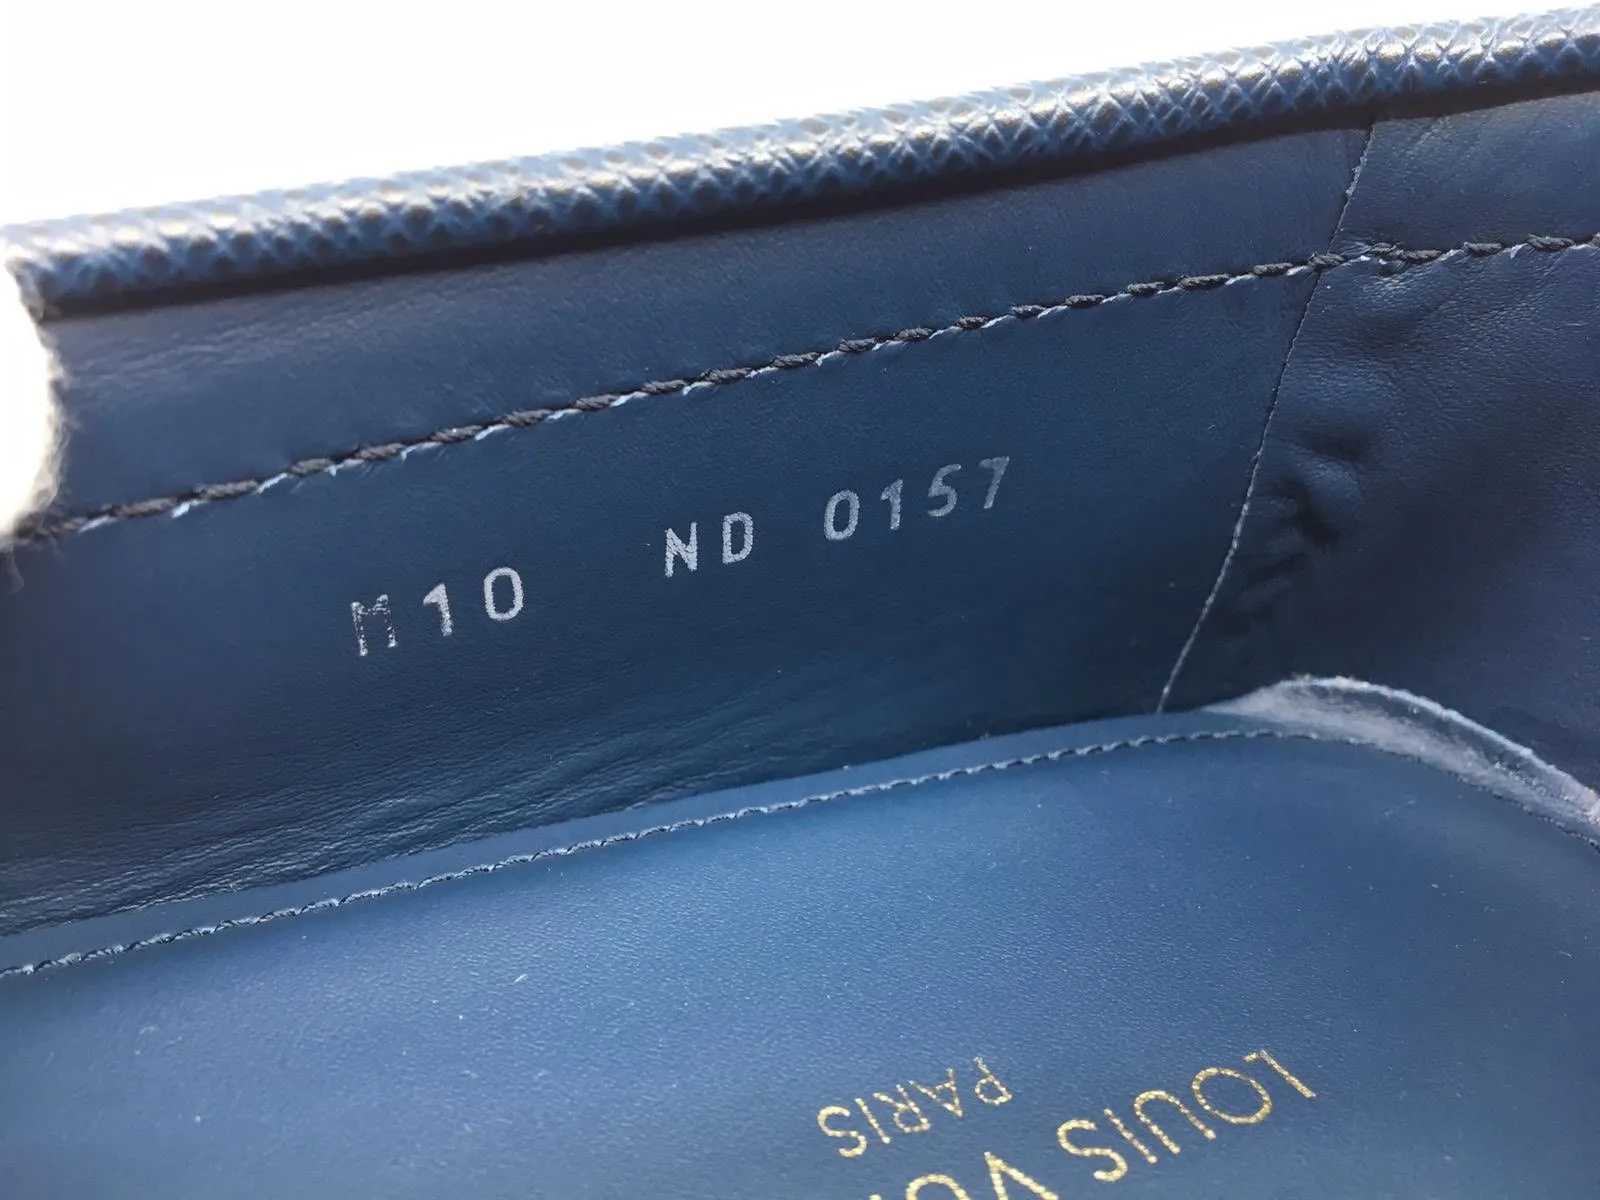 M10 ND 0157
LOUIS VU
PARIS